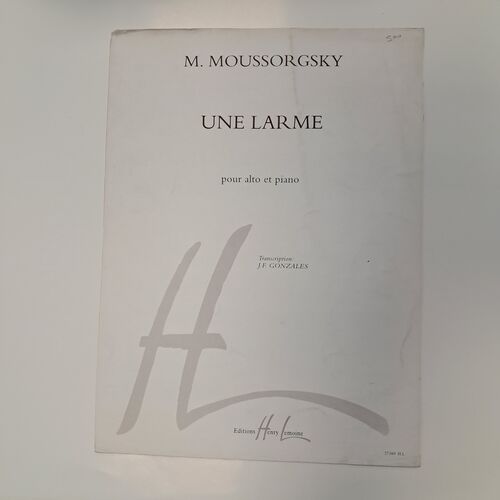 M. MOUSSORGSKY
UNE LARME
pour alto et piano
Transcription:
J.F. GONZALES
Editions Henry Lemoine